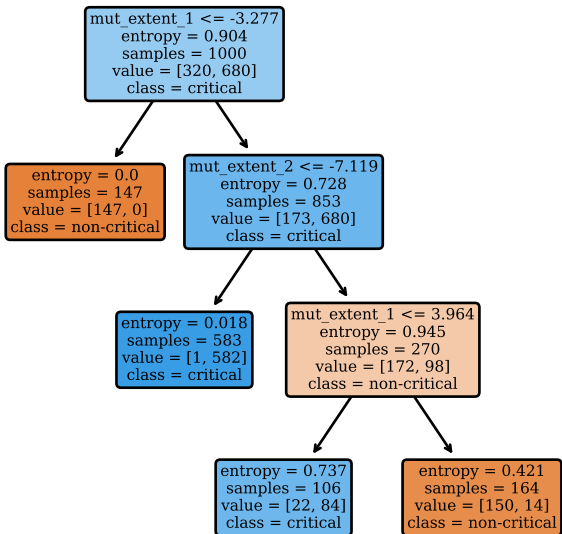 mut_extent_1 <= -3.277
entropy = 0.904
samples = 1000
value = [320, 680]
class = critical
entropy = 0.0
samples = 147
value = [147, 0]
class = non-critical
mut_extent_2 <= -7.119
entropy = 0.728
samples = 853
value = [173, 680]
class = critical
entropy = 0.018
samples = 583
value = [1, 582]
class = critical
mut_extent_1 <= 3.964
entropy = 0.945
samples = 270
value = [172, 98]
class = non-critical
entropy = 0.737
samples = 106
value = [22, 84]
class = critical
entropy = 0.421
samples = 164
value = [150, 14]
class = non-critical